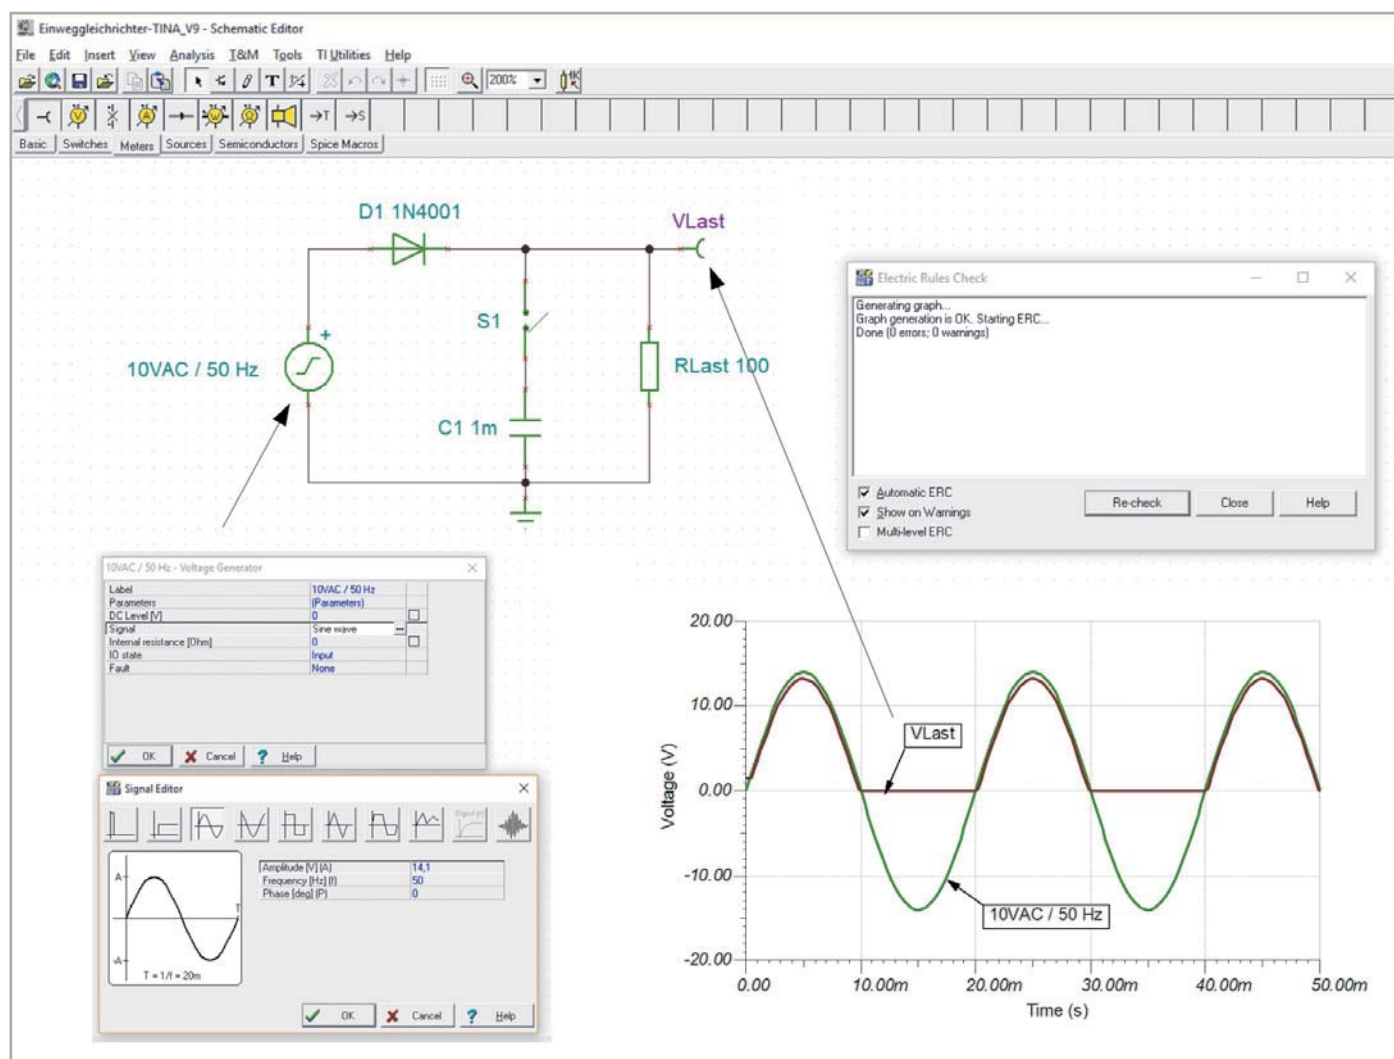 Einweggleichrichter-TINA_V9 - Schematic Editor
File Edit Insert View Analysis T&M Tools TI Utilities Help
T 200% 1K
V A W Ω →T →S
Basic Switches Meters Sources Semiconductors Spice Macros
D1 1N4001
VLast
S1
+
10VAC / 50 Hz
RLast 100
C1 1m
Electric Rules Check
Generating graph...
Graph generation is OK. Starting ERC...
Done (0 errors; 0 warnings)
Automatic ERC
Show on Warnings
Multi-level ERC
Re-check Close Help
10VAC / 50 Hz - Voltage Generator
Label 10VAC / 50 Hz
Parameters (Parameters)
DC Level [V] 0
Signal Sine wave ...
Internal resistance [Ohm] 0
IO state Input
Fault None
OK Cancel ? Help
Signal Editor
Amplitude [V] (A) 14,1
Frequency [Hz] (f) 50
Phase [deg] (P) 0
A
T
-A
T = 1/f = 20m
OK Cancel ? Help
20.00
10.00
0.00
-10.00
-20.00
Voltage (V)
VLast
10VAC / 50 Hz
0.00 10.00m 20.00m 30.00m 40.00m 50.00m
Time (s)